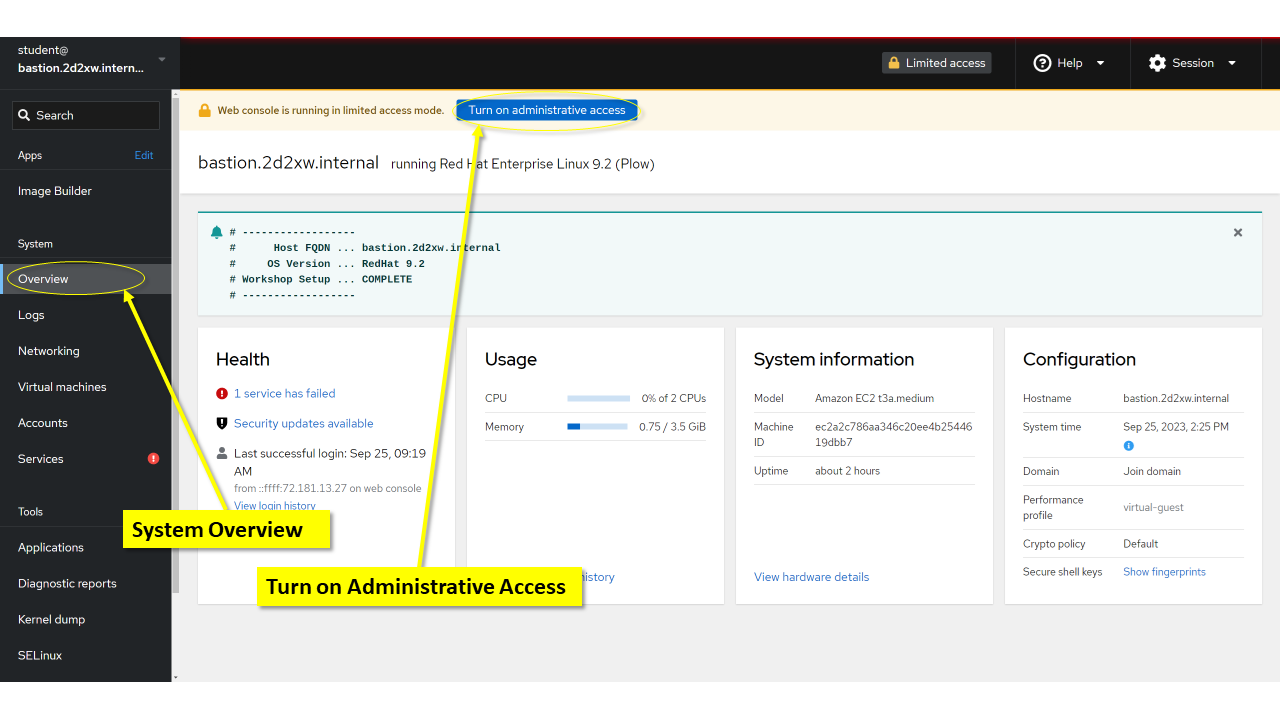 student@
bastion.2d2xw.intern...
Limited access
Help
Session
Search
Web console is running in limited access mode.
Turn on administrative access
Apps
Edit
bastion.2d2xw.internal
running Red Hat Enterprise Linux 9.2 (Plow)
Image Builder
System
Overview
Logs
Networking
Virtual machines
Accounts
Services
Tools
Applications
Diagnostic reports
Kernel dump
SELinux
# ------------------
# Host FQDN ... bastion.2d2xw.internal
# OS Version ... RedHat 9.2
# Workshop Setup ... COMPLETE
# ------------------
Health
1 service has failed
Security updates available
Last successful login: Sep 25, 09:19
AM
from ::ffff:72.181.13.27 on web console
View login history
System Overview
Usage
CPU
0% of 2 CPUs
Memory
0.75 / 3.5 GiB
Turn on Administrative Access
System information
Model
Amazon EC2 t3a.medium
Machine
ID
ec2a2c786aa346c20ee4b25446
19dbb7
Uptime
about 2 hours
View hardware details
Configuration
Hostname
bastion.2d2xw.internal
System time
Sep 25, 2023, 2:25 PM
Domain
Join domain
Performance
profile
virtual-guest
Crypto policy
Default
Secure shell keys
Show fingerprints